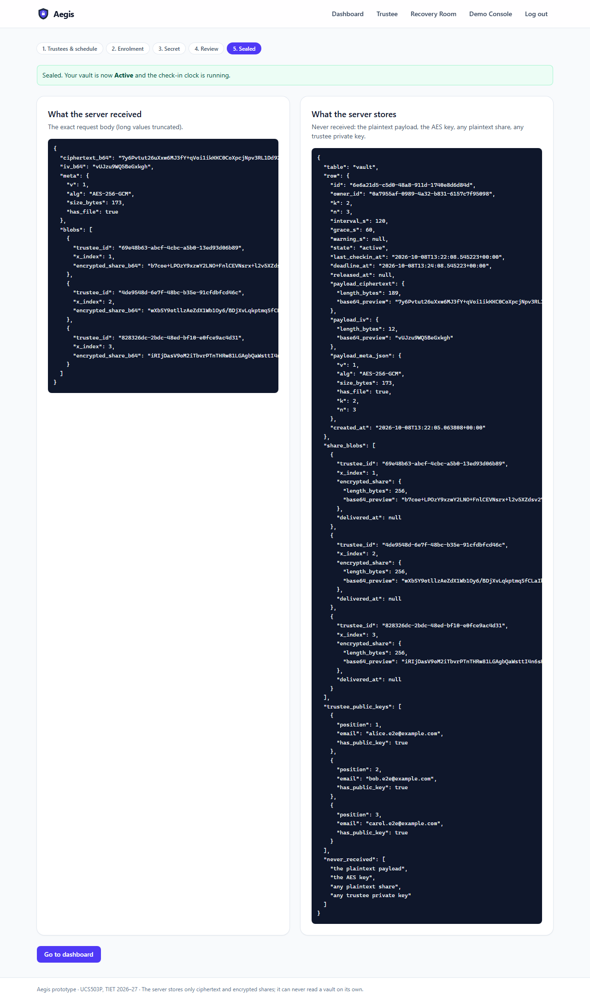 Aegis
Dashboard
Trustee
Recovery Room
Demo Console
Log out
1. Trustees & schedule
2. Enrolment
3. Secret
4. Review
5. Sealed
Sealed. Your vault is now Active and the check-in clock is running.
What the server received
The exact request body (long values truncated).
{
"ciphertext_b64": "7y6Pvtut26uXxw6MJ3fY+qVoi1ikKKC0CoXpcjNpv3RL1Dd92
"iv_b64": "vUJzu9WQ5BeGxkgh",
"meta": {
"v": 1,
"alg": "AES-256-GCM",
"size_bytes": 173,
"has_file": true
},
"blobs": [
{
"trustee_id": "69e48b63-abcf-4cbc-a5b0-13ed93d06b89",
"x_index": 1,
"encrypted_share_b64": "b7coe+LPOzY9xzwY2LNO+FnlCEVNsrx+l2v5XZds
},
{
"trustee_id": "4de9548d-6e7f-48bc-b35e-91cfdbfcd46c",
"x_index": 2,
"encrypted_share_b64": "wXbSY9otllzAeZdX1Wb1Oy6/BDjXvLqkptmqSfCL
},
{
"trustee_id": "828326dc-2bdc-48ed-bf10-e0fce9ac4d31",
"x_index": 3,
"encrypted_share_b64": "iRIjDasV9oM2iTbvrPTnTHRw81LGAgbQaWsttI4n
}
]
}
What the server stores
Never received: the plaintext payload, the AES key, any plaintext share, any
trustee private key.
{
"table": "vault",
"row": {
"id": "6e6a21d5-c5d0-48a8-911d-1740e8d6d84d",
"owner_id": "0a7955af-0989-4a32-b831-6157c7f95098",
"k": 2,
"n": 3,
"interval_s": 120,
"grace_s": 60,
"warning_s": null,
"state": "active",
"last_checkin_at": "2026-10-08T13:22:08.545223+00:00",
"deadline_at": "2026-10-08T13:24:08.545223+00:00",
"released_at": null,
"payload_ciphertext": {
"length_bytes": 189,
"base64_preview": "7y6Pvtut26uXxw6MJ3fY+qVoi1ikKKC0CoXpcjNpv3RL1
},
"payload_iv": {
"length_bytes": 12,
"base64_preview": "vUJzu9WQ5BeGxkgh"
},
"payload_meta_json": {
"v": 1,
"alg": "AES-256-GCM",
"size_bytes": 173,
"has_file": true,
"k": 2,
"n": 3
},
"created_at": "2026-10-08T13:22:05.063808+00:00"
},
"share_blobs": [
{
"trustee_id": "69e48b63-abcf-4cbc-a5b0-13ed93d06b89",
"x_index": 1,
"encrypted_share": {
"length_bytes": 256,
"base64_preview": "b7coe+LPOzY9xzwY2LNO+FnlCEVNsrx+l2v5XZdsv2
},
"delivered_at": null
},
{
"trustee_id": "4de9548d-6e7f-48bc-b35e-91cfdbfcd46c",
"x_index": 2,
"encrypted_share": {
"length_bytes": 256,
"base64_preview": "wXbSY9otllzAeZdX1Wb1Oy6/BDjXvLqkptmqSfCLaI
},
"delivered_at": null
},
{
"trustee_id": "828326dc-2bdc-48ed-bf10-e0fce9ac4d31",
"x_index": 3,
"encrypted_share": {
"length_bytes": 256,
"base64_preview": "iRIjDasV9oM2iTbvrPTnTHRw81LGAgbQaWsttI4n6s
},
"delivered_at": null
}
],
"trustee_public_keys": [
{
"position": 1,
"email": "alice.e2e@example.com",
"has_public_key": true
},
{
"position": 2,
"email": "bob.e2e@example.com",
"has_public_key": true
},
{
"position": 3,
"email": "carol.e2e@example.com",
"has_public_key": true
}
],
"never_received": [
"the plaintext payload",
"the AES key",
"any plaintext share",
"any trustee private key"
]
}
Go to dashboard
Aegis prototype · UCS503P, TIET 2026–27 · The server stores only ciphertext and encrypted shares; it can never read a vault on its own.